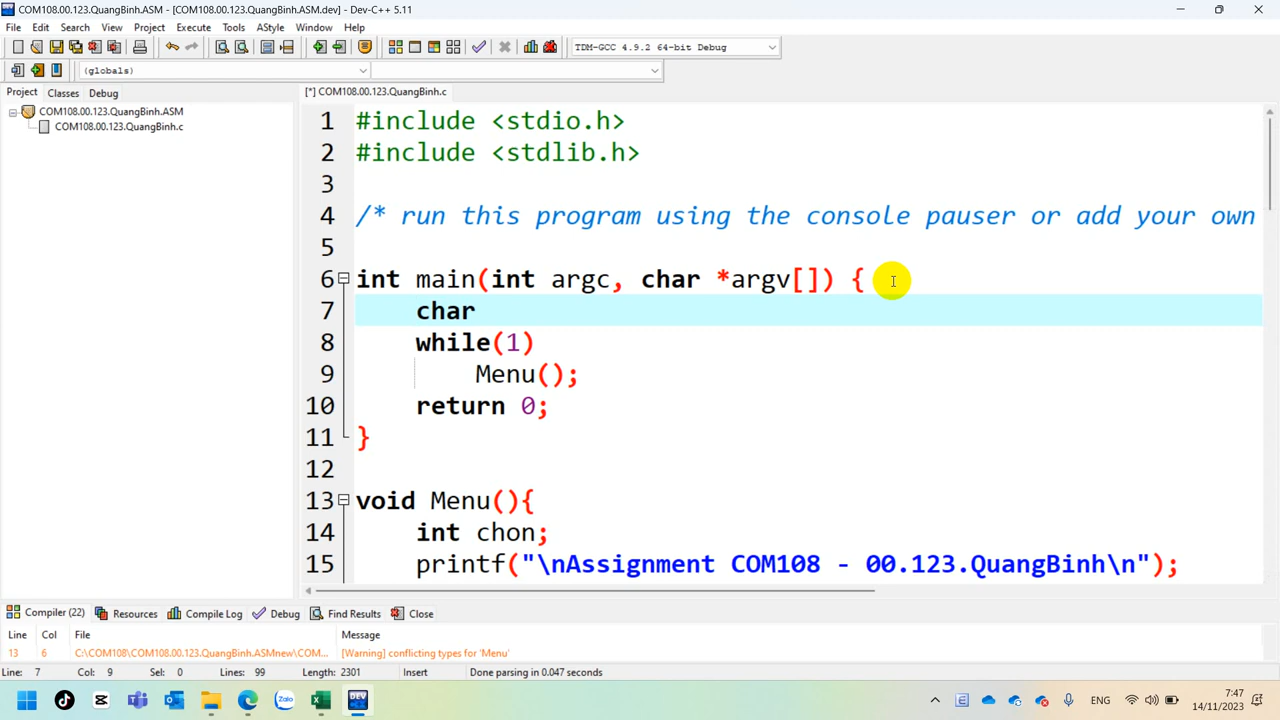 COM108.00.123.QuangBinh.ASM - [COM108.00.123.QuangBinh.ASM.dev] - Dev-C++ 5.11
File Edit Search View Project Execute Tools AStyle Window Help
TDM-GCC 4.9.2 64-bit Debug
(globals)
Project Classes Debug
[*] COM108.00.123.QuangBinh.c
COM108.00.123.QuangBinh.ASM
COM108.00.123.QuangBinh.c
1 #include <stdio.h>
2 #include <stdlib.h>
3
4 /* run this program using the console pauser or add your own
5
6 int main(int argc, char *argv[]) {
7 char
8 while(1)
9 Menu();
10 return 0;
11 }
12
13 void Menu(){
14 int chon;
15 printf("\nAssignment COM108 - 00.123.QuangBinh\n");
Compiler (22) Resources Compile Log Debug Find Results Close
Line Col File Message
13 6 C:\COM108\COM108.00.123.QuangBinh.ASMnew\COM... [Warning] conflicting types for 'Menu'
Line: 7 Col: 9 Sel: 0 Lines: 99 Length: 2301 Insert Done parsing in 0.047 seconds
Zalo
DEV
ENG
7:47
14/11/2023